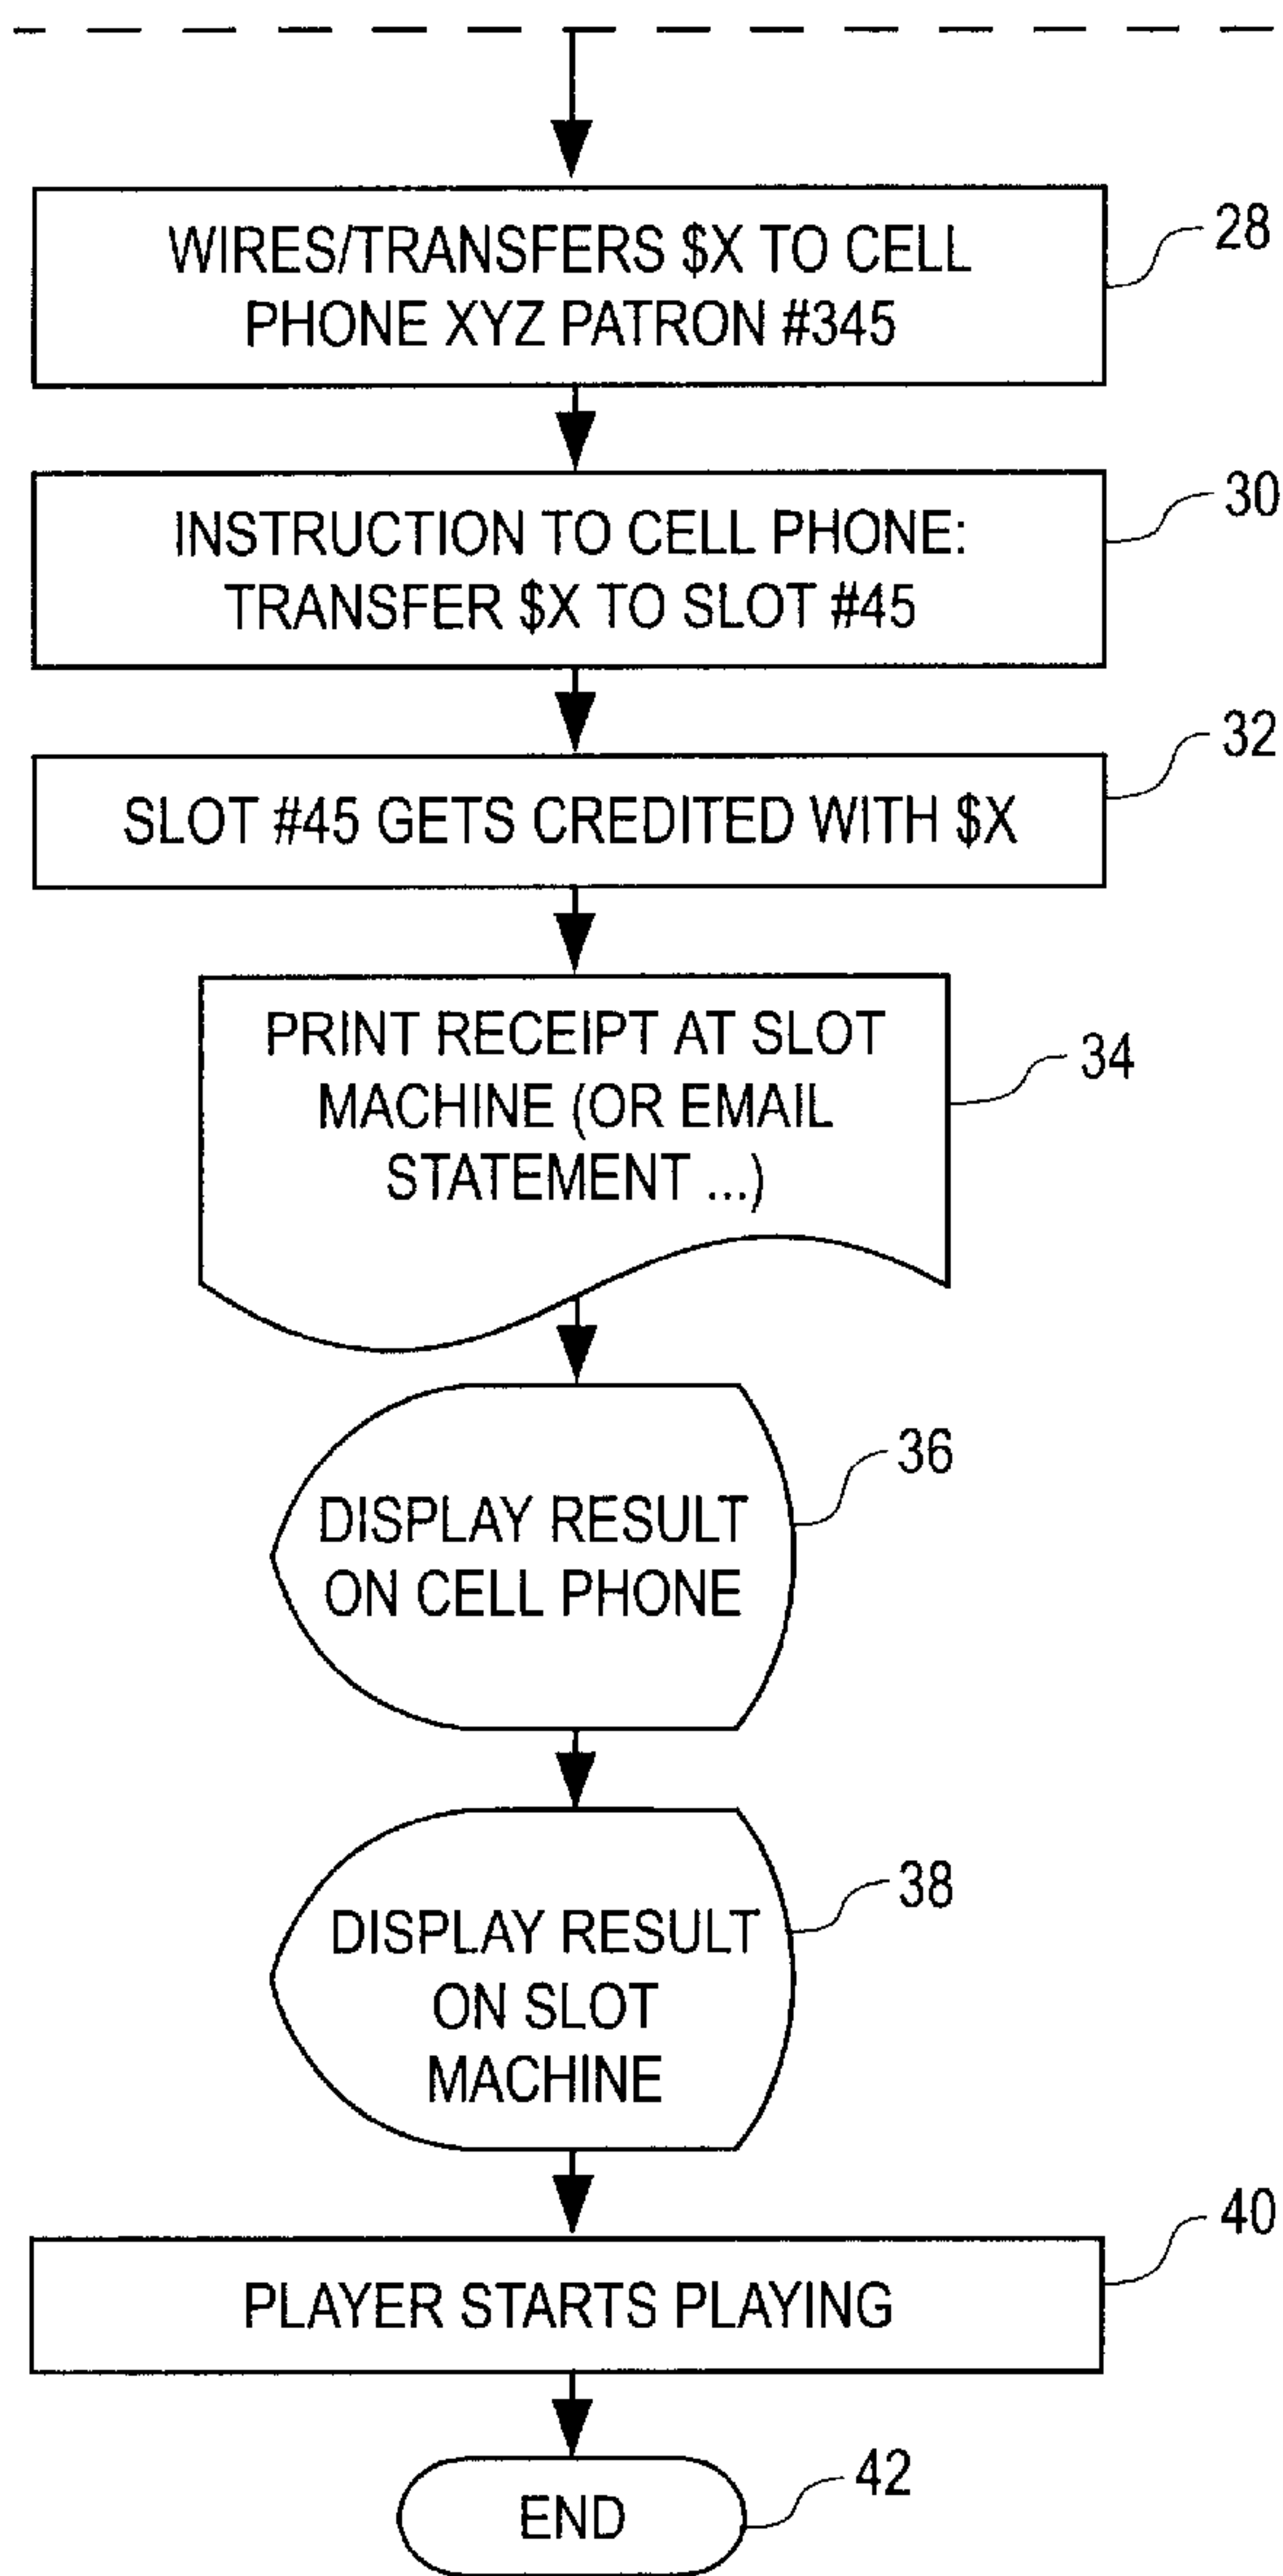 WIRES/TRANSFERS $X TO CELL
PHONE XYZ PATRON #345
28
INSTRUCTION TO CELL PHONE:
TRANSFER $X TO SLOT #45
30
SLOT #45 GETS CREDITED WITH $X
32
PRINT RECEIPT AT SLOT
MACHINE (OR EMAIL
STATEMENT ...)
34
DISPLAY RESULT
ON CELL PHONE
36
DISPLAY RESULT
ON SLOT
MACHINE
38
PLAYER STARTS PLAYING
40
END
42